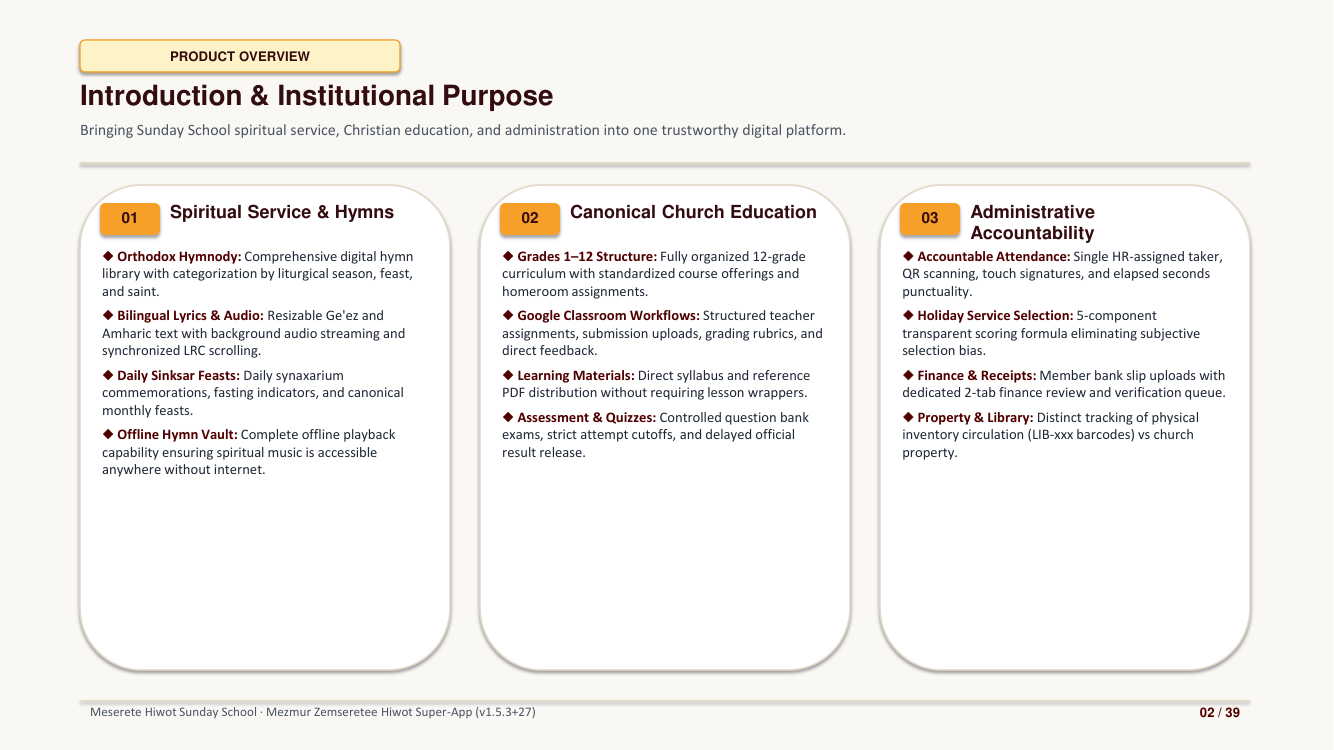 PRODUCT OVERVIEW
Introduction & Institutional Purpose
Bringing Sunday School spiritual service, Christian education, and administration into one trustworthy digital platform.
01
Spiritual Service & Hymns
◆ Orthodox Hymnody: Comprehensive digital hymn
library with categorization by liturgical season, feast,
and saint.
◆ Bilingual Lyrics & Audio: Resizable Ge'ez and
Amharic text with background audio streaming and
synchronized LRC scrolling.
◆ Daily Sinksar Feasts: Daily synaxarium
commemorations, fasting indicators, and canonical
monthly feasts.
◆ Offline Hymn Vault: Complete offline playback
capability ensuring spiritual music is accessible
anywhere without internet.
02
Canonical Church Education
◆ Grades 1–12 Structure: Fully organized 12-grade
curriculum with standardized course offerings and
homeroom assignments.
◆ Google Classroom Workflows: Structured teacher
assignments, submission uploads, grading rubrics, and
direct feedback.
◆ Learning Materials: Direct syllabus and reference
PDF distribution without requiring lesson wrappers.
◆ Assessment & Quizzes: Controlled question bank
exams, strict attempt cutoffs, and delayed official
result release.
03
Administrative
Accountability
◆ Accountable Attendance: Single HR-assigned taker,
QR scanning, touch signatures, and elapsed seconds
punctuality.
◆ Holiday Service Selection: 5-component
transparent scoring formula eliminating subjective
selection bias.
◆ Finance & Receipts: Member bank slip uploads with
dedicated 2-tab finance review and verification queue.
◆ Property & Library: Distinct tracking of physical
inventory circulation (LIB-xxx barcodes) vs church
property.
Meserete Hiwot Sunday School · Mezmur Zemseretee Hiwot Super-App (v1.5.3+27)
02 / 39